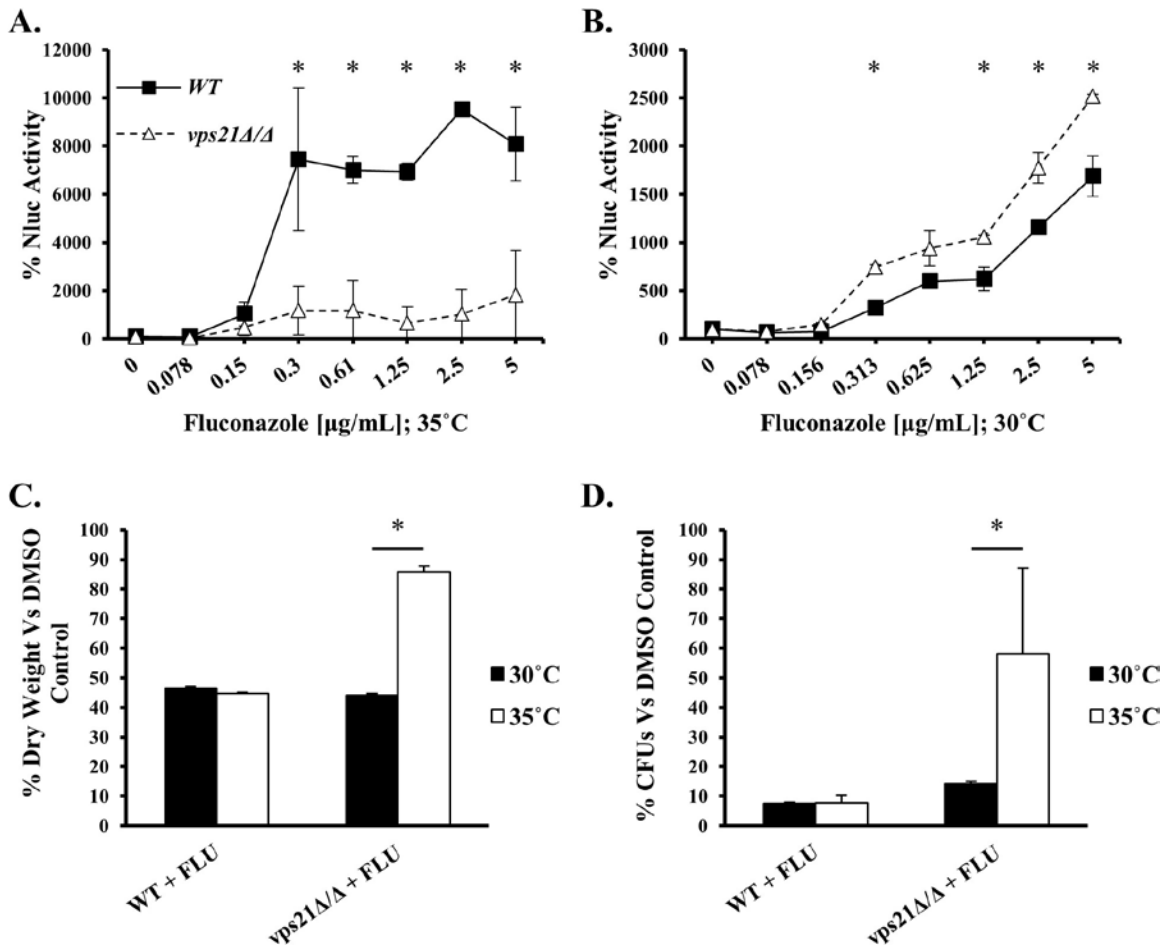 A.
12000
10000
8000
6000
4000
2000
0
% Nluc Activity
WT
vps21Δ/Δ
* * * * *
0 0.078 0.15 0.3 0.61 1.25 2.5 5
Fluconazole [µg/mL]; 35˚C
B.
3000
2500
2000
1500
1000
500
0
% Nluc Activity
* * * *
0 0.078 0.156 0.313 0.625 1.25 2.5 5
Fluconazole [µg/mL]; 30˚C
C.
100
90
80
70
60
50
40
30
20
10
0
% Dry Weight Vs DMSO
Control
*
30˚C
35˚C
WT + FLU
vps21Δ/Δ + FLU
D.
100
90
80
70
60
50
40
30
20
10
0
% CFUs Vs DMSO Control
*
30˚C
35˚C
WT + FLU
vps21Δ/Δ + FLU